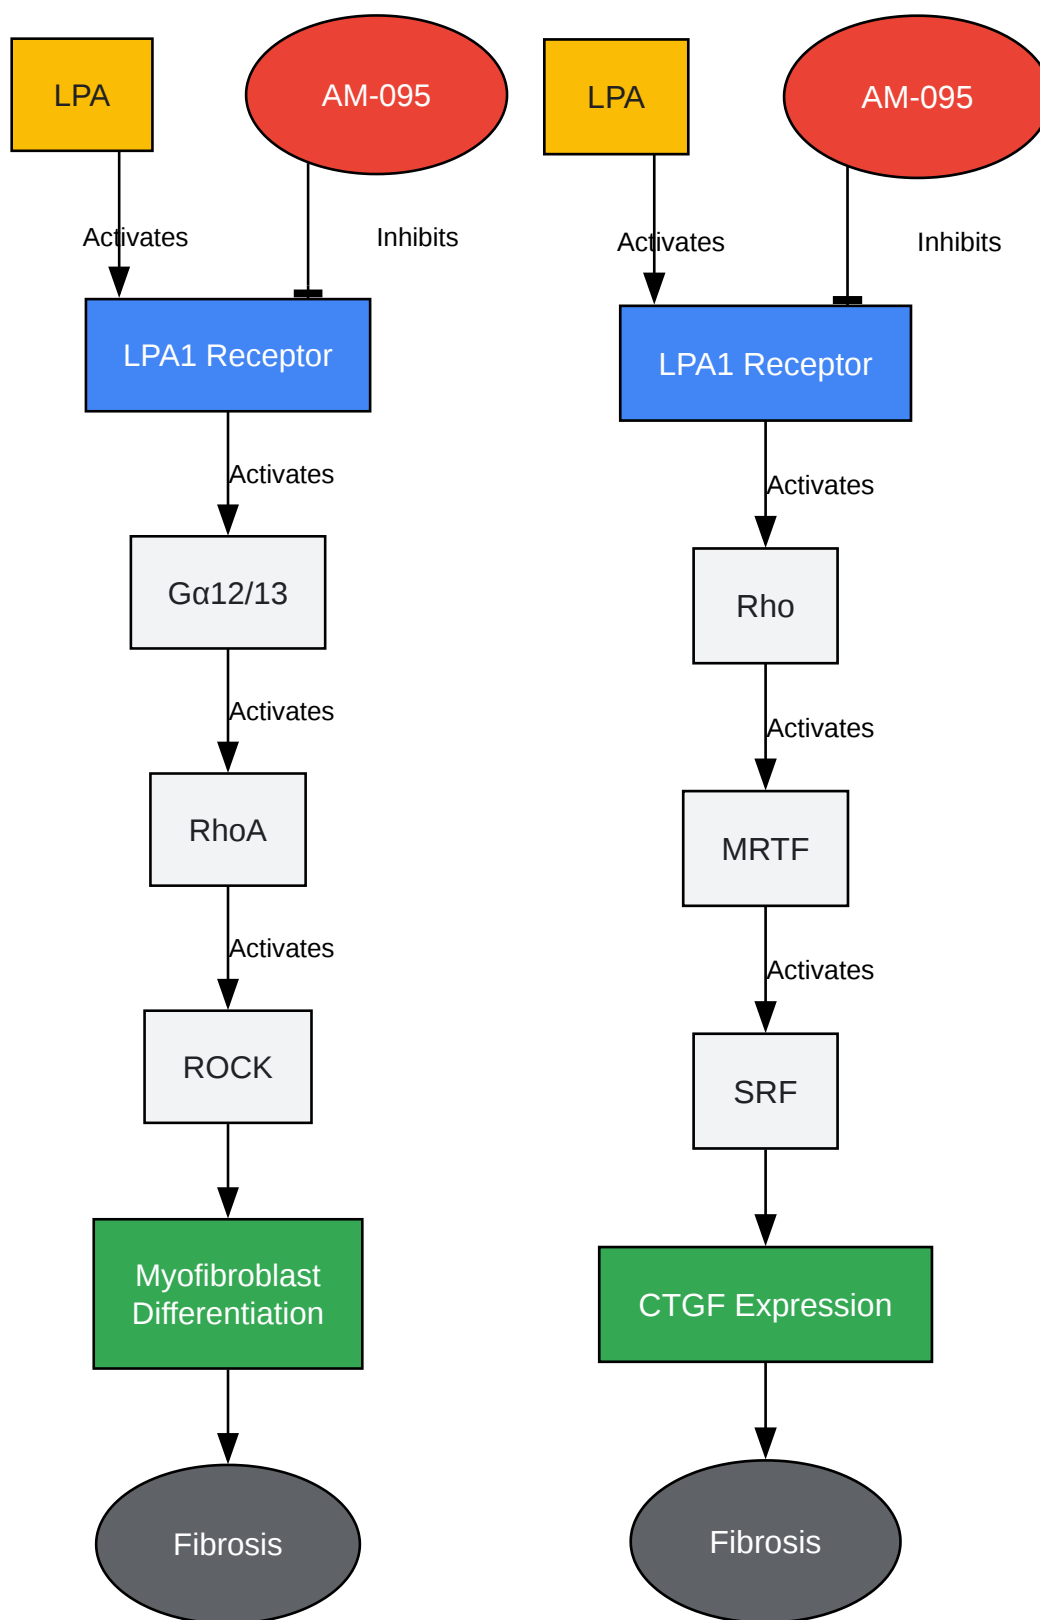 LPA
AM-095
Activates
Inhibits
LPA1 Receptor
Activates
Gα12/13
Activates
RhoA
Activates
ROCK
Myofibroblast
Differentiation
Fibrosis
LPA
AM-095
Activates
Inhibits
LPA1 Receptor
Activates
Rho
Activates
MRTF
Activates
SRF
CTGF Expression
Fibrosis